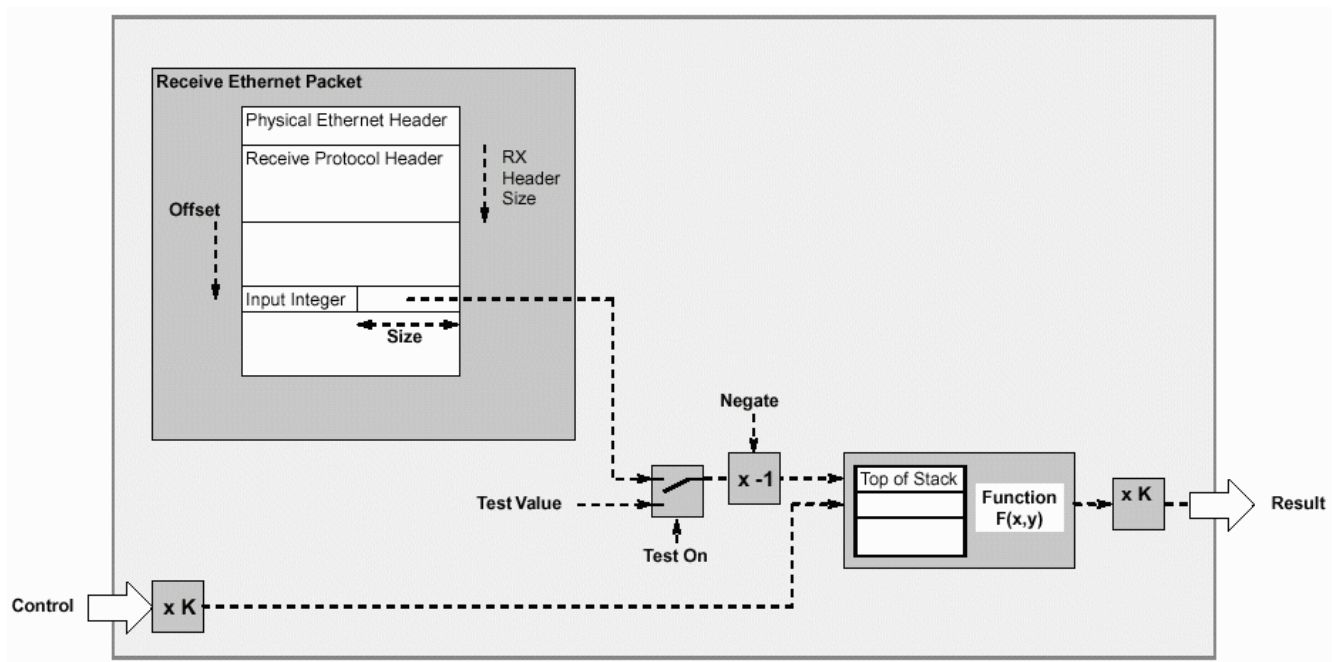 Receive Ethernet Packet
Physical Ethernet Header
Receive Protocol Header
RX
Header
Size
Offset
Input Integer
Size
Negate
x -1
Top of Stack
Function
F(x,y)
x K
Result
Test Value
Test On
Control
x K